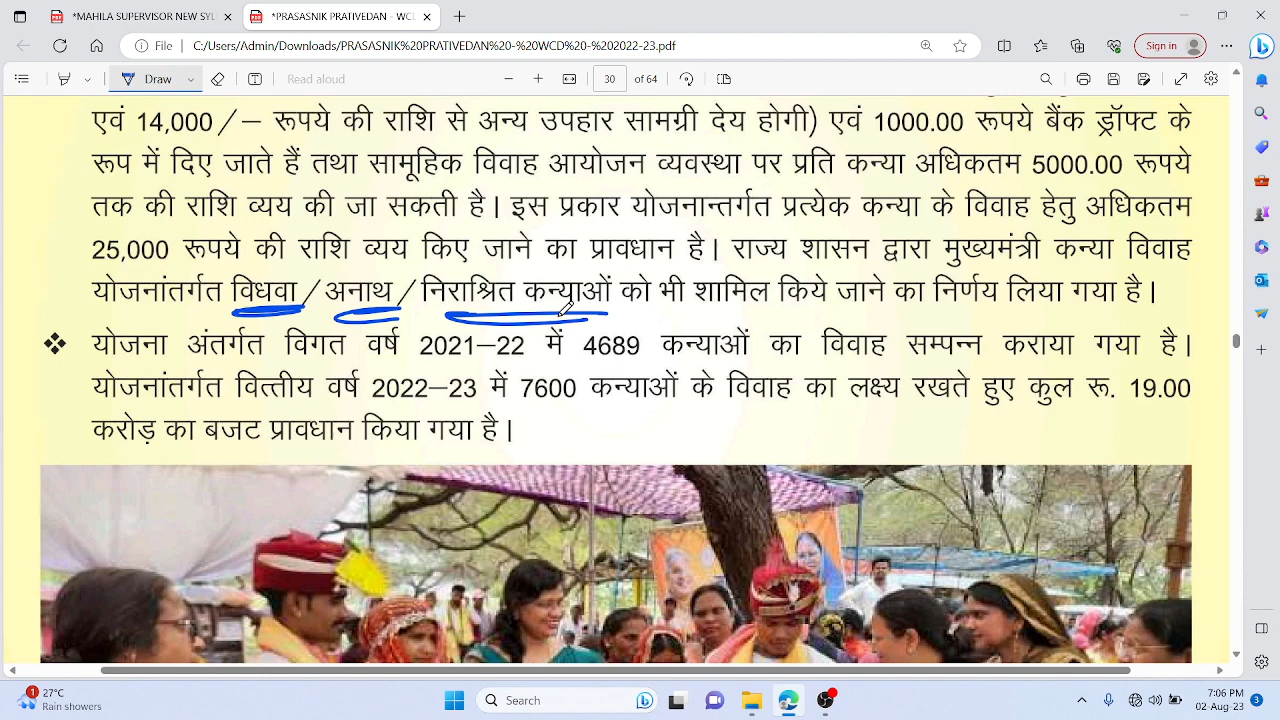 *MAHILA SUPERVISOR NEW SYL
*PRASASNIK PRATIVEDAN - WCL
File
C:/Users/Admin/Downloads/PRASASNIK%20PRATIVEDAN%20-%20WCD%20-%202022-23.pdf
Sign in
Draw
Read aloud
30 of 64
एवं 14,000/– रूपये की राशि से अन्य उपहार सामग्री देय होगी) एवं 1000.00 रूपये बैंक ड्रॉफ्ट के
रूप में दिए जाते हैं तथा सामूहिक विवाह आयोजन व्यवस्था पर प्रति कन्या अधिकतम 5000.00 रूपये
तक की राशि व्यय की जा सकती है। इस प्रकार योजनान्तर्गत प्रत्येक कन्या के विवाह हेतु अधिकतम
25,000 रूपये की राशि व्यय किए जाने का प्रावधान है। राज्य शासन द्वारा मुख्यमंत्री कन्या विवाह
योजनांतर्गत विधवा/अनाथ/निराश्रित कन्याओं को भी शामिल किये जाने का निर्णय लिया गया है।
❖ योजना अंतर्गत विगत वर्ष 2021–22 में 4689 कन्याओं का विवाह सम्पन्न कराया गया है।
योजनांतर्गत वित्तीय वर्ष 2022–23 में 7600 कन्याओं के विवाह का लक्ष्य रखते हुए कुल रू. 19.00
करोड़ का बजट प्रावधान किया गया है।
1
27°C
Rain showers
Search
7:06 PM
02-Aug-23
3